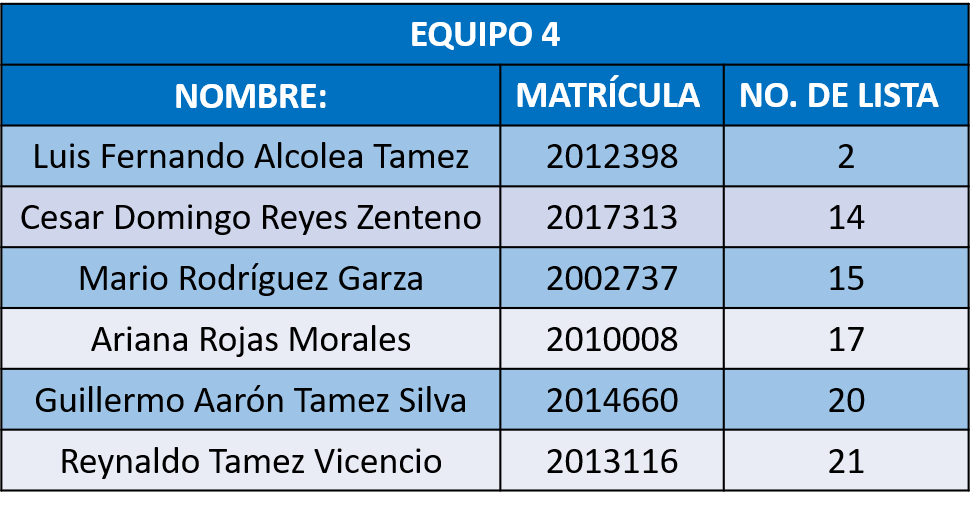 EQUIPO 4
NOMBRE: MATRÍCULA NO. DE LISTA
Luis Fernando Alcolea Tamez 2012398 2
Cesar Domingo Reyes Zenteno 2017313 14
Mario Rodríguez Garza 2002737 15
Ariana Rojas Morales 2010008 17
Guillermo Aarón Tamez Silva 2014660 20
Reynaldo Tamez Vicencio 2013116 21